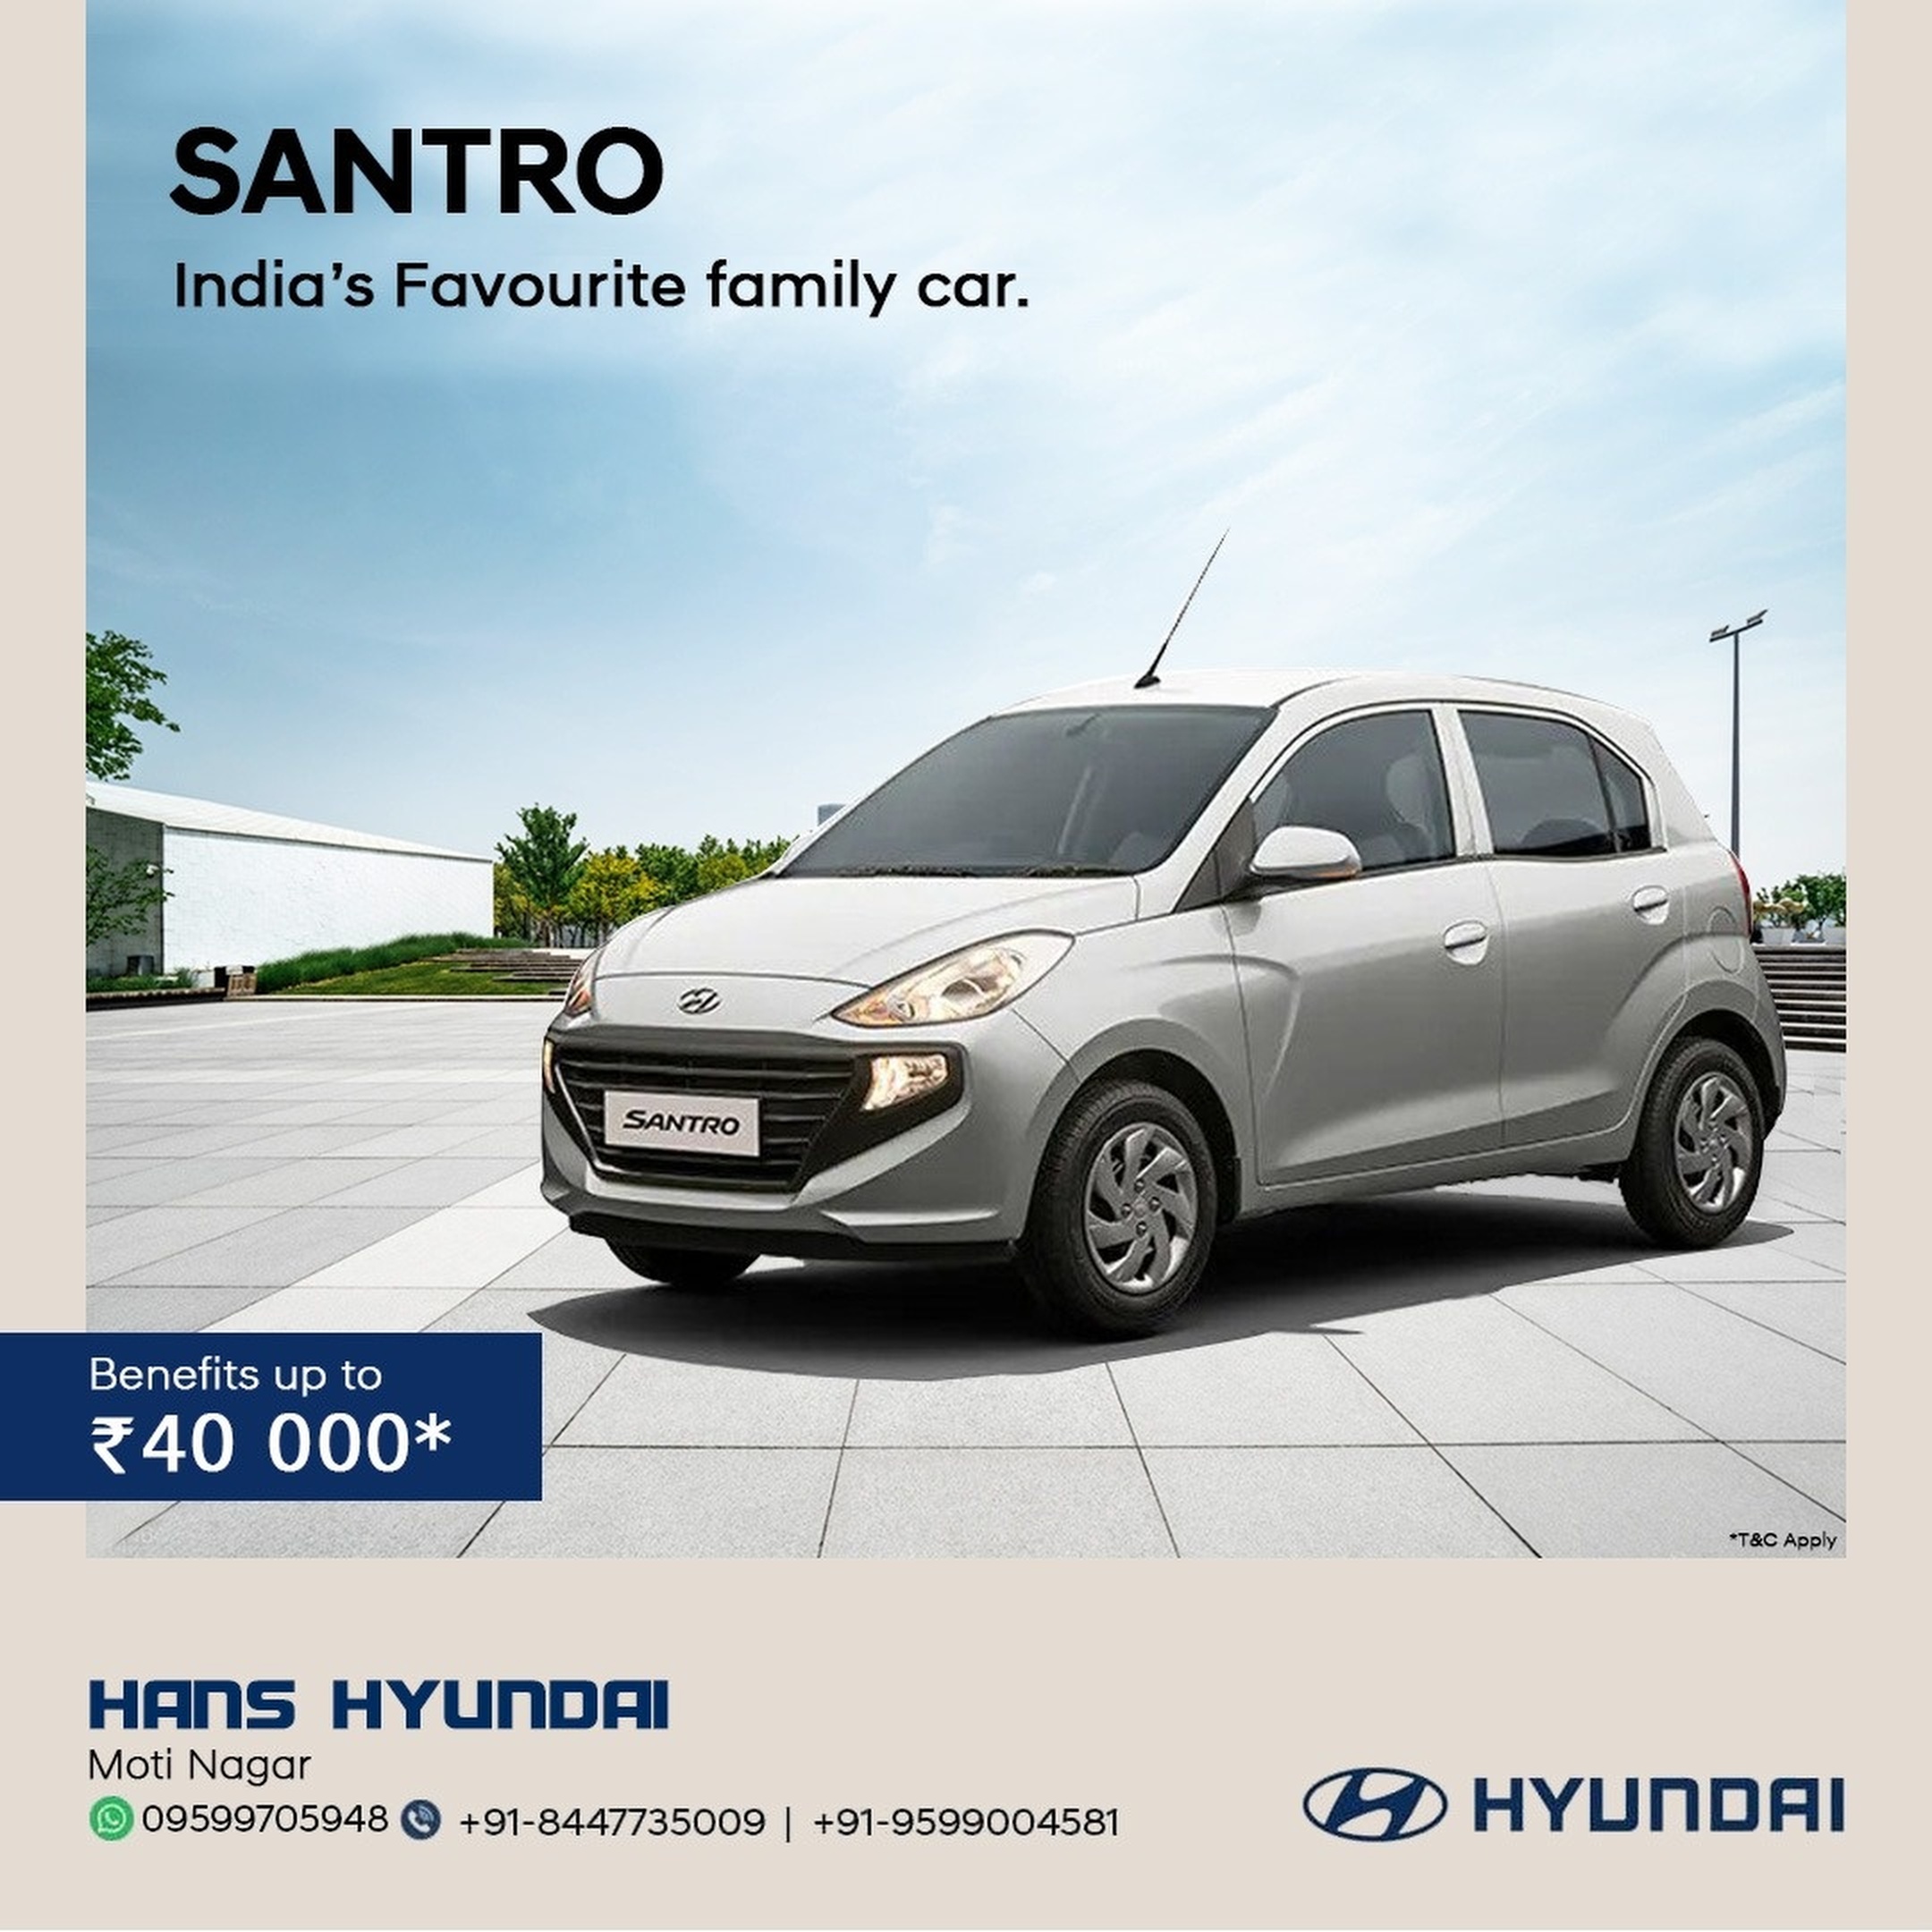 SANTRO
India's Favourite family car.
SANTRO
Benefits up to
₹40 000*
*T&C Apply
HANS HYUNDAI
Moti Nagar
09599705948 +91-8447735009 | +91-9599004581
HYUNDAI